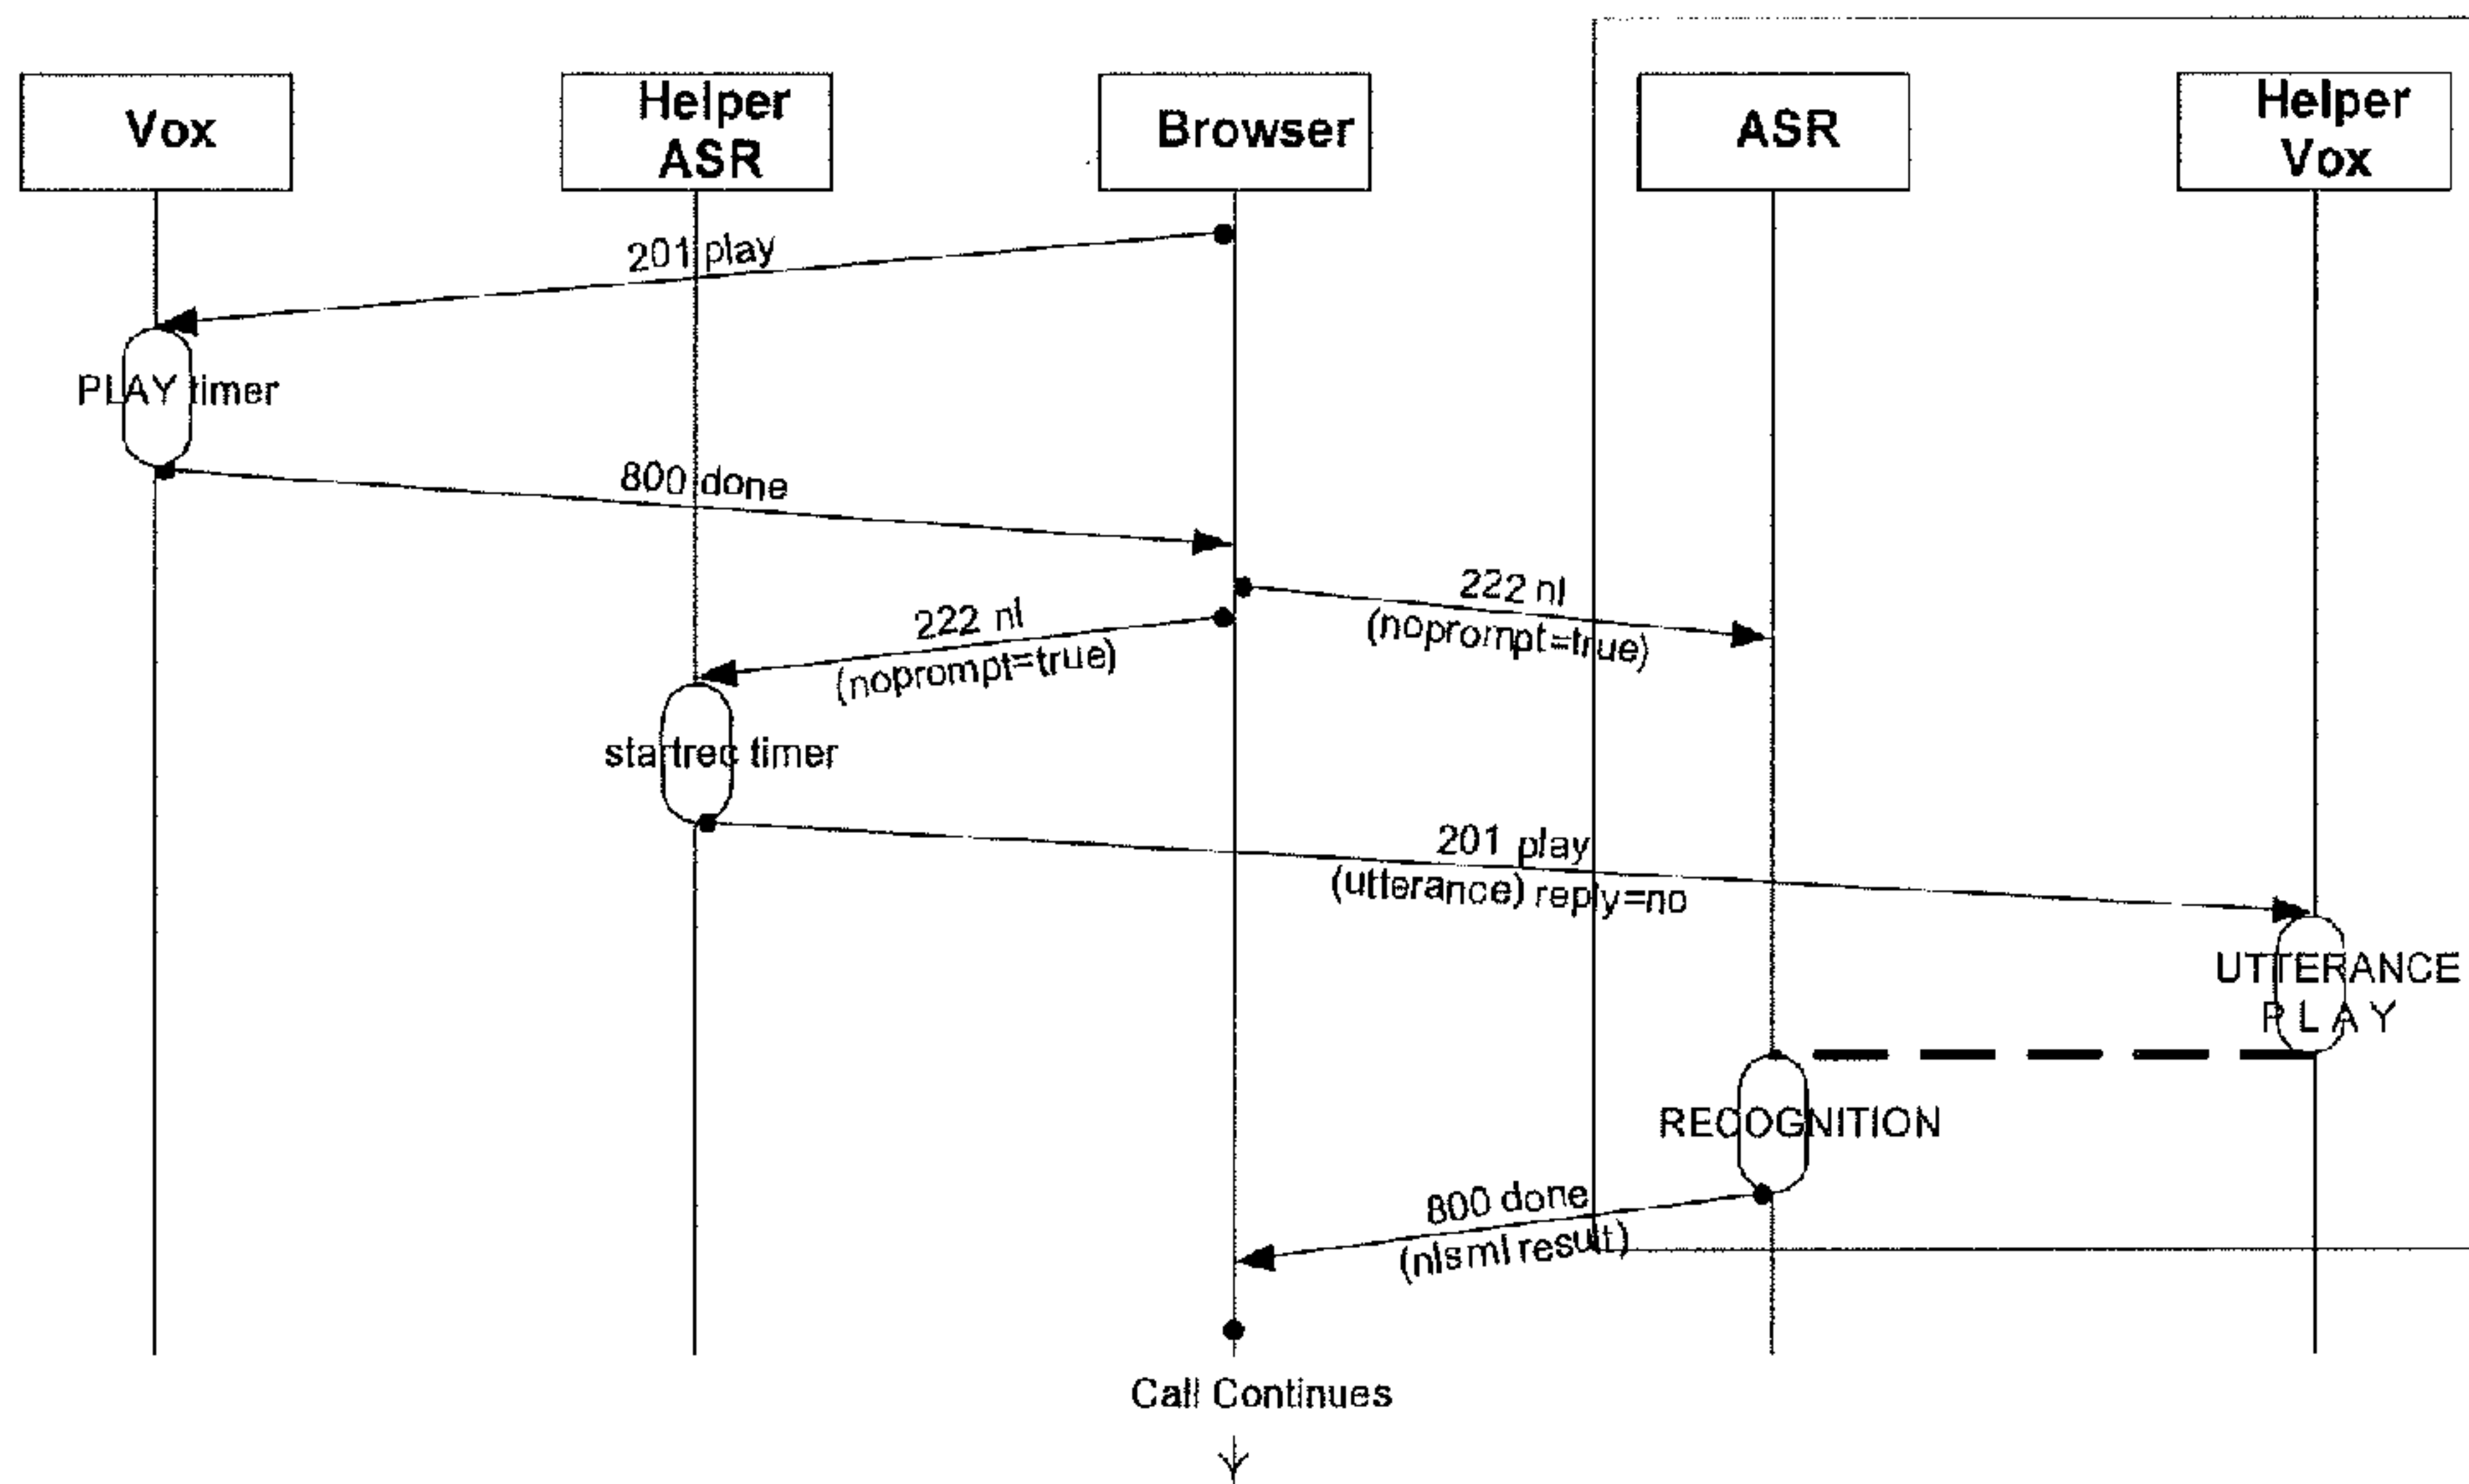 Vox
Helper
ASR
Browser
ASR
Helper
Vox
201 play
PLAY timer
800 done
222 nl
(noprompt=true)
222 nl
(noprompt=true)
startrec timer
201 play
(utterance) reply=no
UTTERANCE
PLAY
RECOGNITION
800 done
(nlsml result)
Call Continues